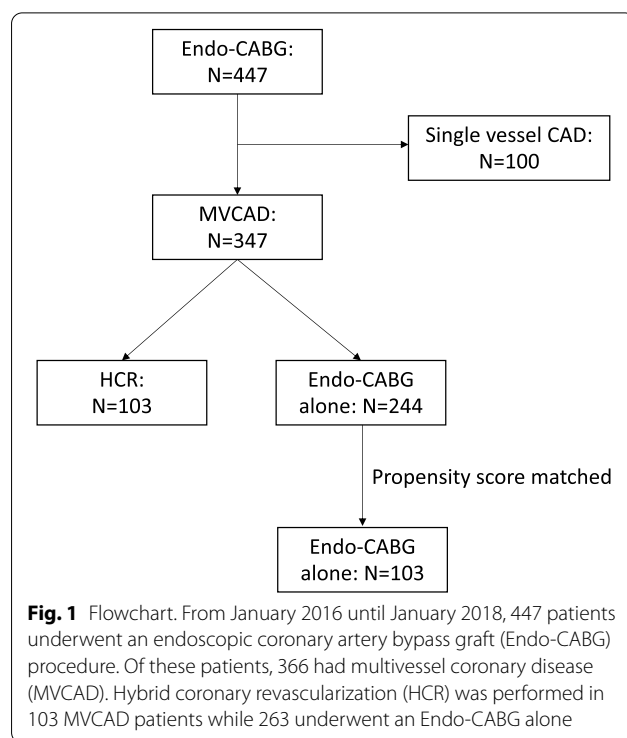 Endo-CABG:
N=447
Single vessel CAD:
N=100
MVCAD:
N=347
HCR:
N=103
Endo-CABG
alone: N=244
Propensity score matched
Endo-CABG
alone: N=103
Fig. 1 Flowchart. From January 2016 until January 2018, 447 patients
underwent an endoscopic coronary artery bypass graft (Endo-CABG)
procedure. Of these patients, 366 had multivessel coronary disease
(MVCAD). Hybrid coronary revascularization (HCR) was performed in
103 MVCAD patients while 263 underwent an Endo-CABG alone